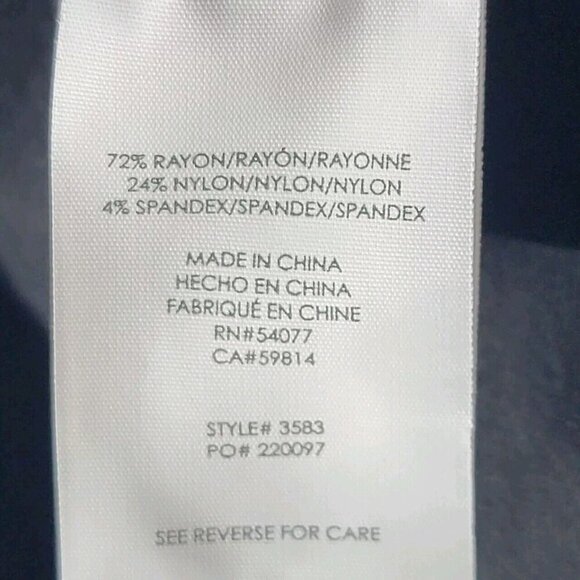 72% RAYON/RAYÓN/RAYONNE
24% NYLON/NYLON/NYLON
4% SPANDEX/SPANDEX/SPANDEX
MADE IN CHINA
HECHO EN CHINA
FABRIQUÉ EN CHINE
RN#54077
CA#59814
STYLE# 3583
PO# 220097
SEE REVERSE FOR CARE